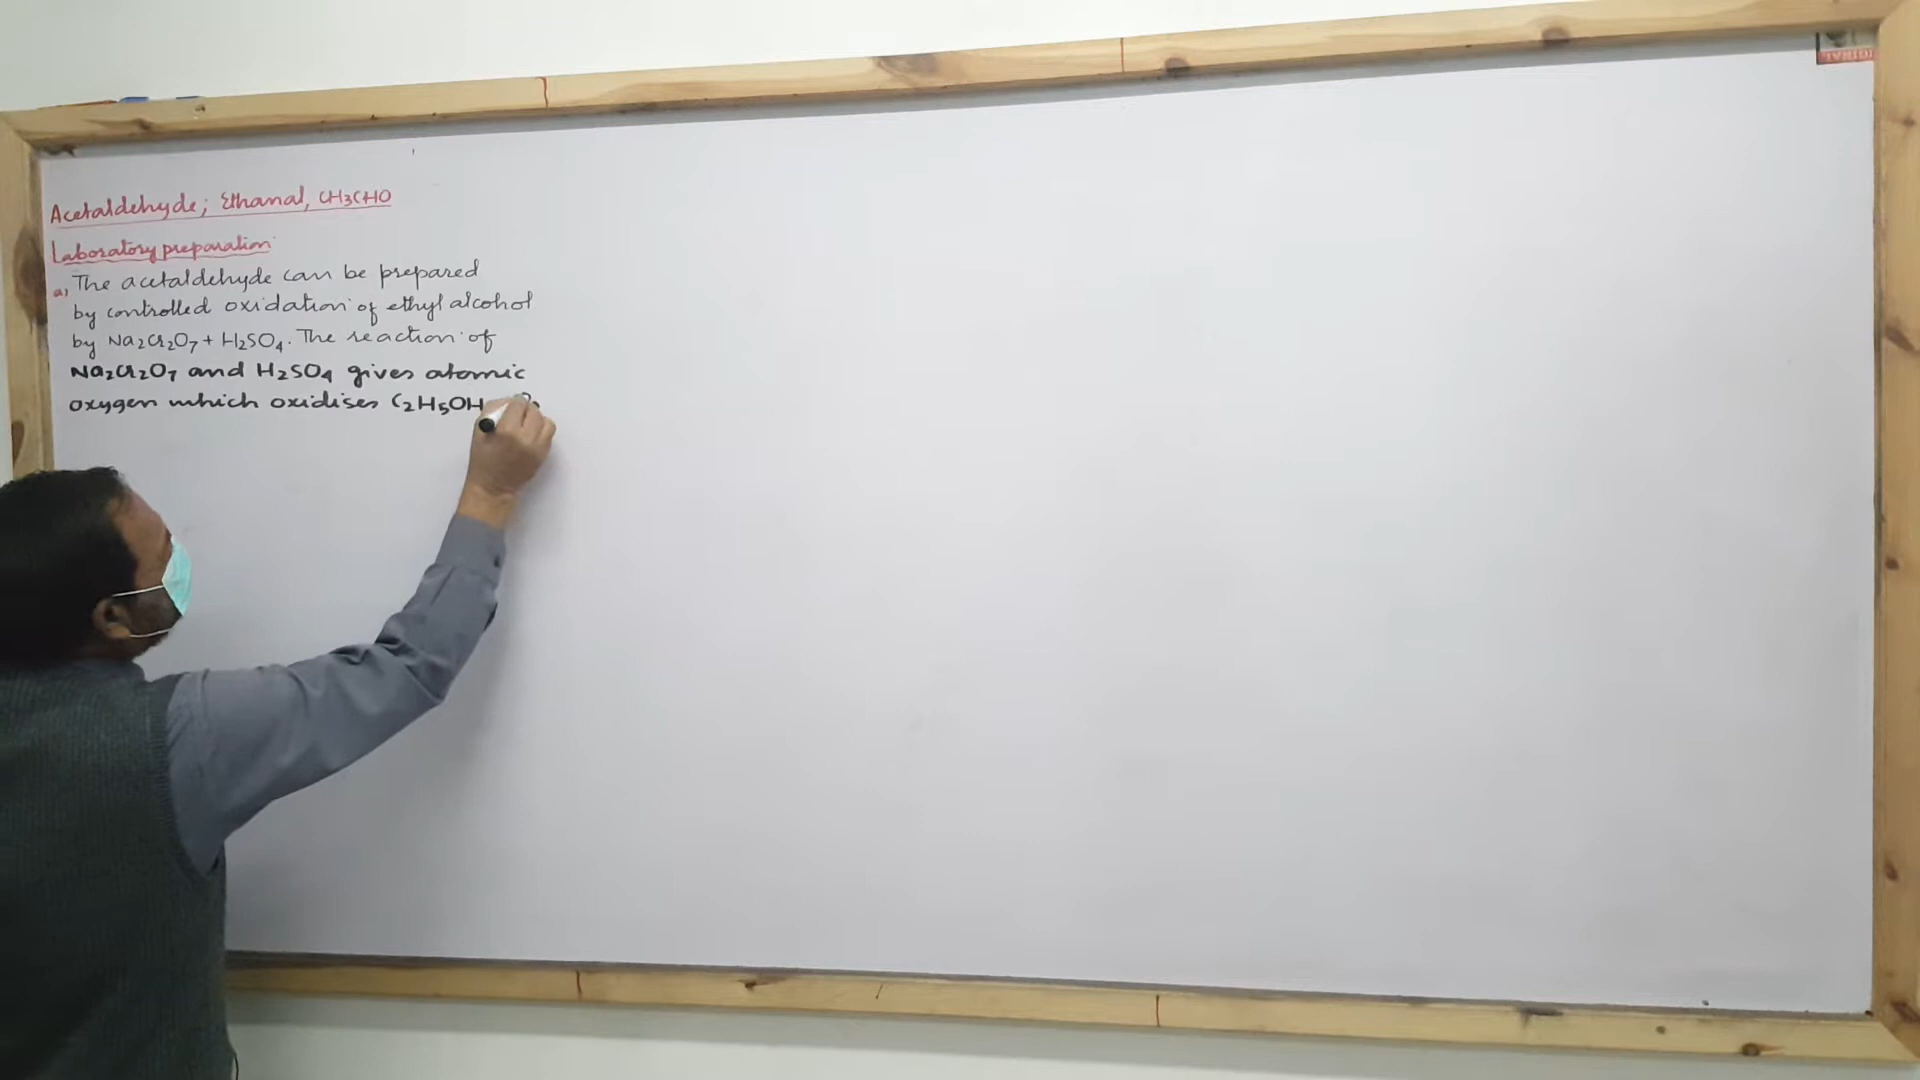 Acetaldehyde; Ethanal, CH3CHO
Laboratory preparation
a) The acetaldehyde can be prepared
by controlled oxidation of ethyl alcohol
by Na2Cr2O7 + H2SO4. The reaction of
Na2Cr2O7 and H2SO4 gives atomic
oxygen which oxidises C2H5OH